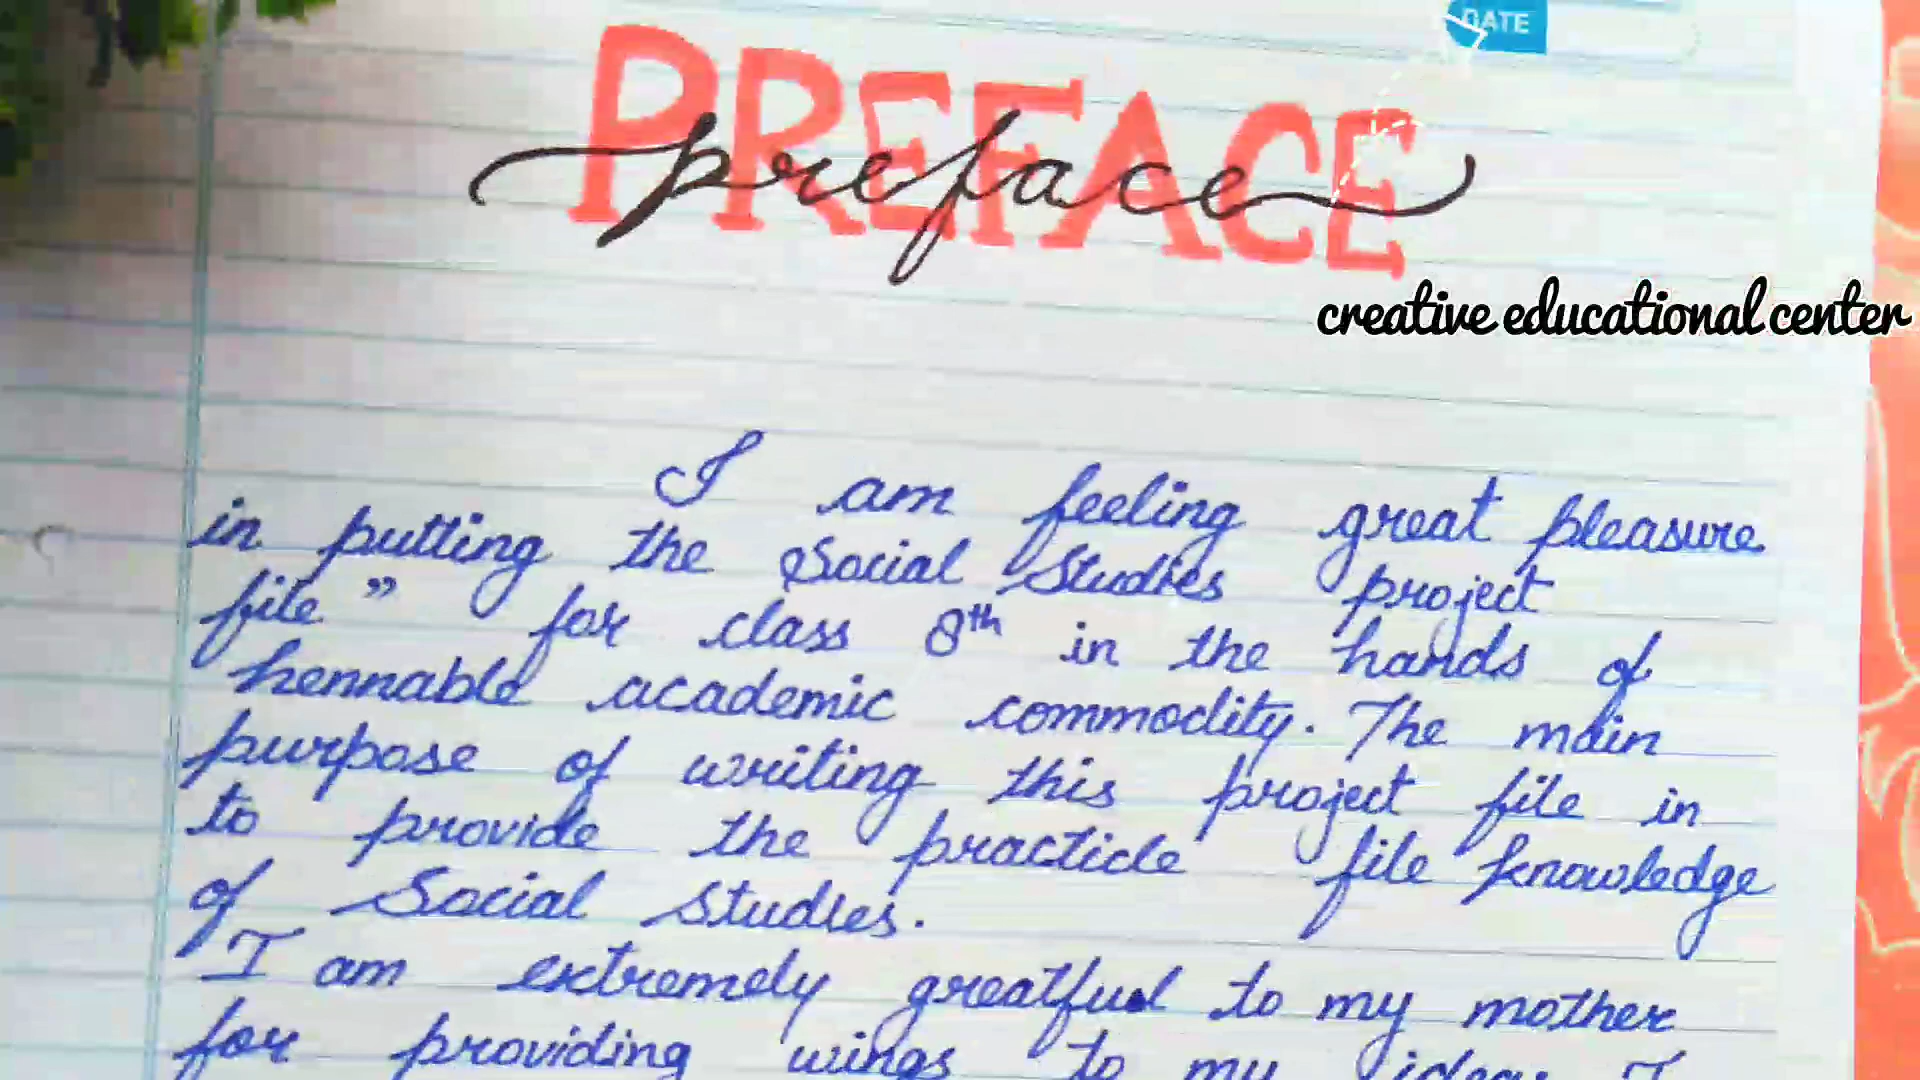 DATE
PREFACE
preface
creative educational center
I am feeling great pleasure
in putting the Social Studies project
file" for class 8th in the hands of
hennable academic commodity. The main
purpose of writing this project file in
to provide the practicle file knowledge
of Social Studies.
I am extremely greatful to my mother
for providing wings to my ideas I